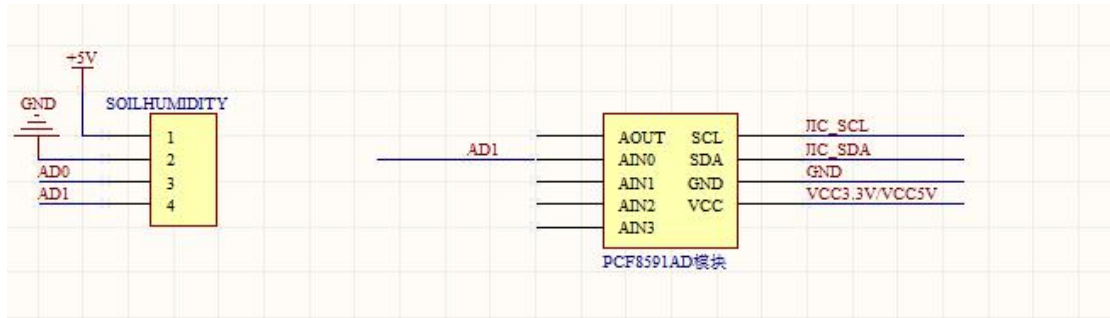 +5V
GND
SOILHUMIDITY
1
2
AD0
3
AD1
4
AD1
AOUT SCL
AIN0 SDA
AIN1 GND
AIN2 VCC
AIN3
IIC_SCL
IIC_SDA
GND
VCC3.3V/VCC5V
PCF8591AD模块